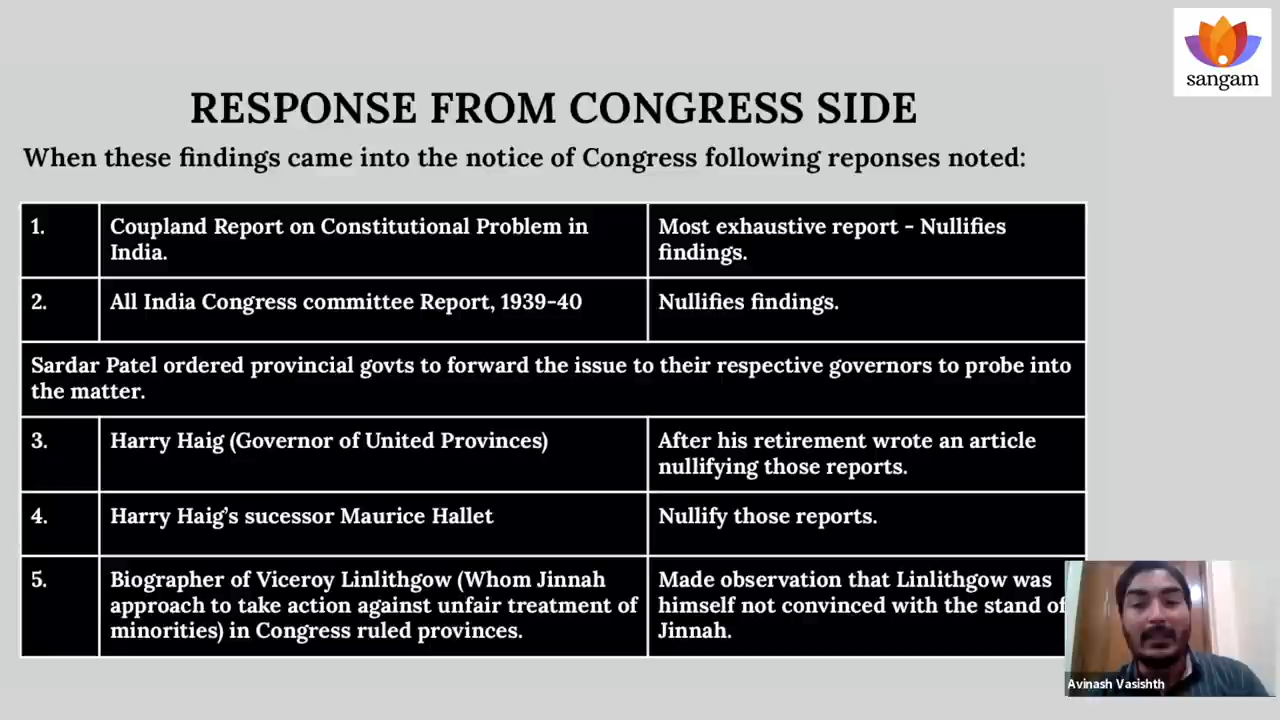 sangam
RESPONSE FROM CONGRESS SIDE
When these findings came into the notice of Congress following reponses noted:
1.
Coupland Report on Constitutional Problem in
India.
Most exhaustive report - Nullifies
findings.
2.
All India Congress committee Report, 1939-40
Nullifies findings.
Sardar Patel ordered provincial govts to forward the issue to their respective governors to probe into
the matter.
3.
Harry Haig (Governor of United Provinces)
After his retirement wrote an article
nullifying those reports.
4.
Harry Haig's sucessor Maurice Hallet
Nullify those reports.
5.
Biographer of Viceroy Linlithgow (Whom Jinnah
approach to take action against unfair treatment of
minorities) in Congress ruled provinces.
Made observation that Linlithgow was
himself not convinced with the stand of
Jinnah.
Avinash Vasishth